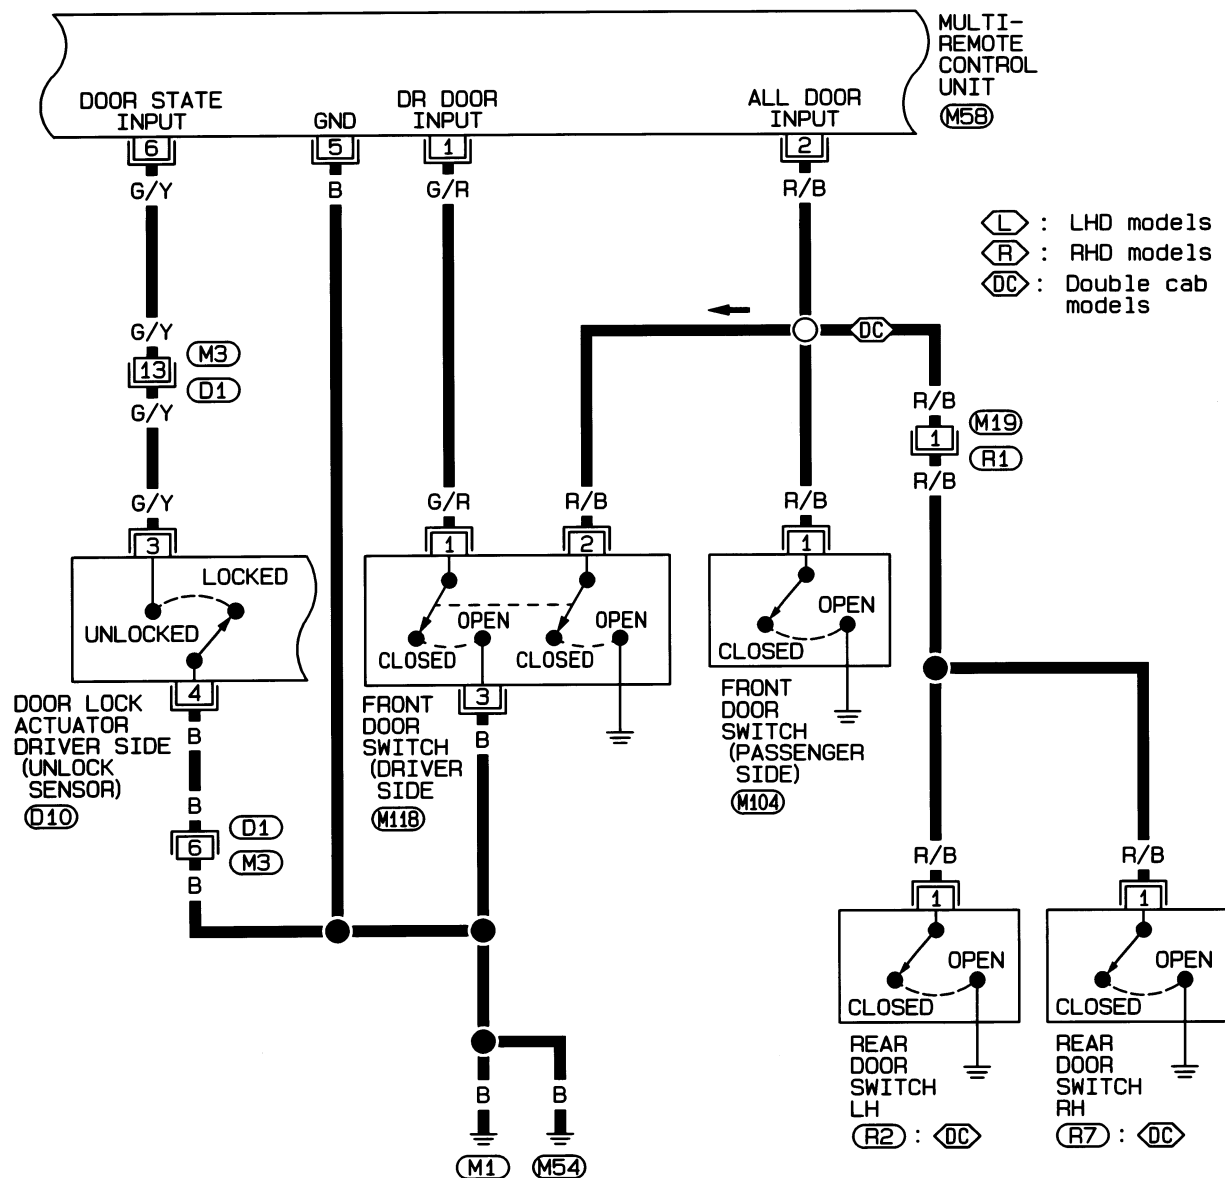 MULTI-
REMOTE
CONTROL
UNIT
M58
DOOR STATE
INPUT
GND
DR DOOR
INPUT
ALL DOOR
INPUT
6
5
1
2
G/Y
B
G/R
R/B
L : LHD models
R : RHD models
DC : Double cab
models
DC
G/Y
M3
13
D1
G/Y
R/B
M19
1
R1
R/B
G/Y
G/R
R/B
R/B
3
1
2
1
LOCKED
UNLOCKED
OPEN
CLOSED
OPEN
CLOSED
OPEN
CLOSED
4
3
DOOR LOCK
ACTUATOR
DRIVER SIDE
(UNLOCK
SENSOR)
D10
B
B
D1
6
M3
B
FRONT
DOOR
SWITCH
(DRIVER
SIDE
M118
B
FRONT
DOOR
SWITCH
(PASSENGER
SIDE)
M104
R/B
R/B
1
1
OPEN
CLOSED
OPEN
CLOSED
REAR
DOOR
SWITCH
LH
R2 : DC
REAR
DOOR
SWITCH
RH
R7 : DC
B
B
M1
M54